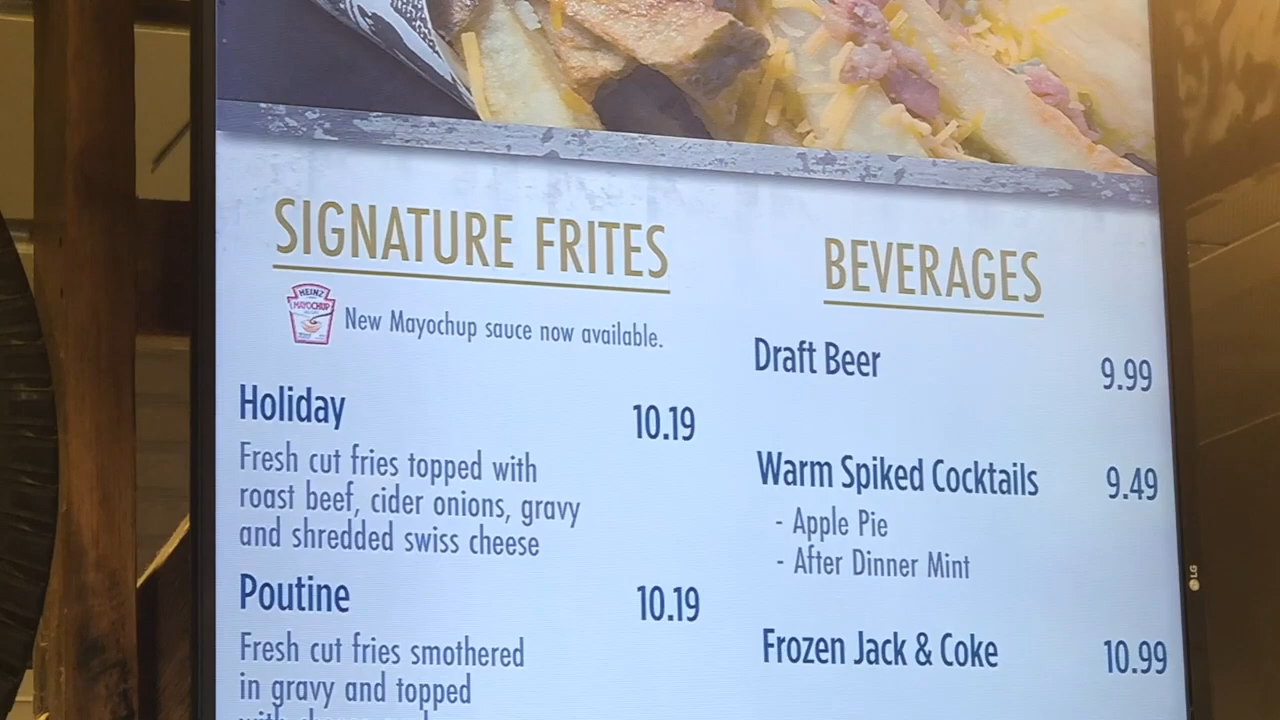 SIGNATURE FRITES
HEINZ
MAYOCHUP
New Mayochup sauce now available.
Holiday 10.19
Fresh cut fries topped with
roast beef, cider onions, gravy
and shredded swiss cheese
Poutine 10.19
Fresh cut fries smothered
in gravy and topped
BEVERAGES
Draft Beer 9.99
Warm Spiked Cocktails 9.49
- Apple Pie
- After Dinner Mint
Frozen Jack & Coke 10.99
LG